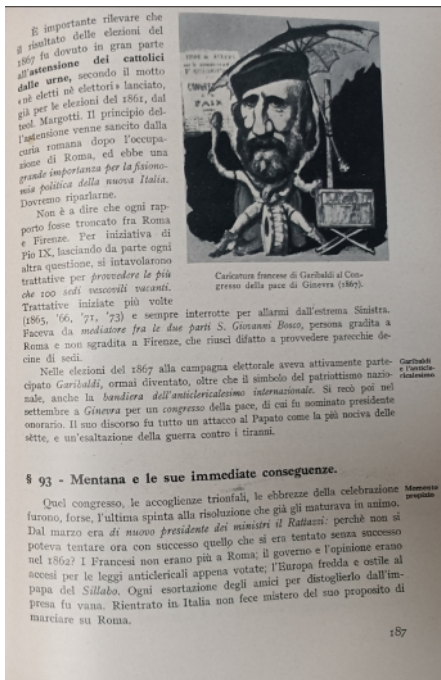 È importante rilevare che
il risultato delle elezioni del
1867 fu dovuto in gran parte
all'astensione dei cattolici
dalle urne, secondo il motto
« nè eletti nè elettori » lanciato,
già per le elezioni del 1861, dal
teol. Margotti. Il principio del-
l'astensione venne sancito dalla
curia romana dopo l'occupa-
zione di Roma, ed ebbe una
grande importanza per la fisiono-
mia politica della nuova Italia.
Dovremo riparlarne.
Non è a dire che ogni rap-
porto fosse troncato fra Roma
e Firenze. Per iniziativa di
Pio IX, lasciando da parte ogni
altra questione, si intavolarono
trattative per provvedere le più
che 100 sedi vescovili vacanti.
Trattative iniziate più volte
PAIX
Caricatura francese di Garibaldi al Con-
gresso della pace di Ginevra (1867).
(1865, '66, '71, '73) e sempre interrotte per allarmi dall'estrema Sinistra.
Faceva da mediatore fra le due parti S. Giovanni Bosco, persona gradita a
Roma e non sgradita a Firenze, che riuscì difatto a provvedere parecchie de-
cine di sedi.
Nelle elezioni del 1867 alla campagna elettorale aveva attivamente parte-
cipato Garibaldi, ormai diventato, oltre che il simbolo del patriottismo nazio-
nale, anche la bandiera dell'anticlericalesimo internazionale. Si recò poi nel
settembre a Ginevra per un congresso della pace, di cui fu nominato presidente
onorario. Il suo discorso fu tutto un attacco al Papato come la più nociva delle
sètte, e un'esaltazione della guerra contro i tiranni.
Garibaldi
e l'anticle-
ricalesimo
§ 93 - Mentana e le sue immediate conseguenze.
Quel congresso, le accoglienze trionfali, le ebbrezze della celebrazione
furono, forse, l'ultima spinta alla risoluzione che già gli maturava in animo.
Dal marzo era di nuovo presidente dei ministri il Rattazzi: perchè non si
poteva tentare ora con successo quello che si era tentato senza successo
nel 1862? I Francesi non erano più a Roma; il governo e l'opinione erano
accesi per le leggi anticlericali appena votate; l'Europa fredda e ostile al
papa del Sillabo. Ogni esortazione degli amici per distoglierlo dall'im-
presa fu vana. Rientrato in Italia non fece mistero del suo proposito di
marciare su Roma.
Momento
propizio
187